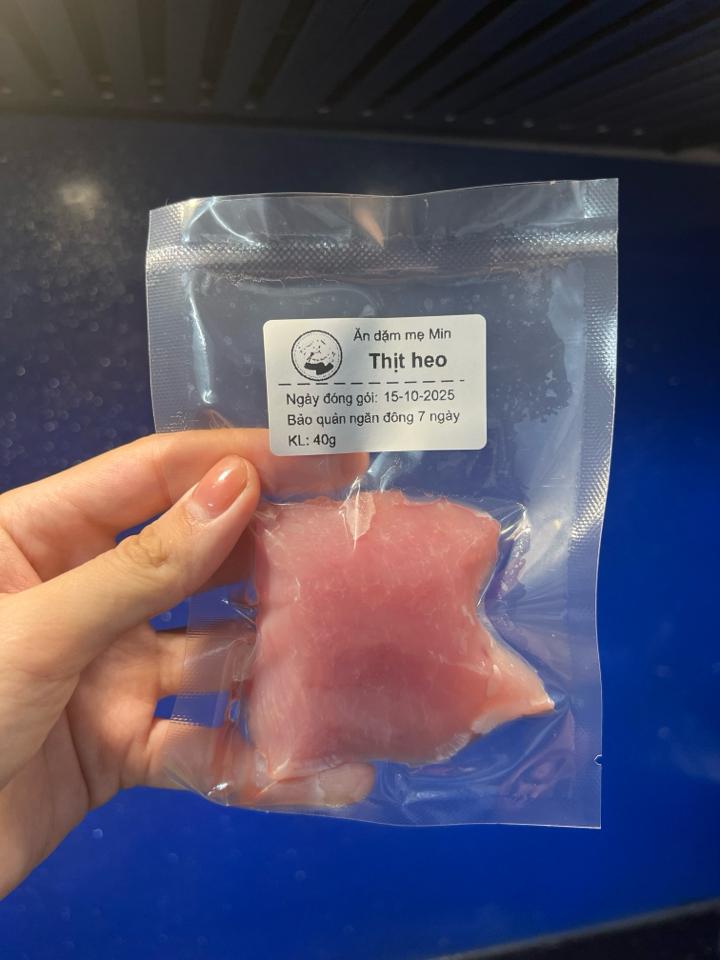 Ăn dặm mẹ Min
Thịt heo
Ngày đóng gói: 15-10-2025
Bảo quản ngăn đông 7 ngày
KL: 40g